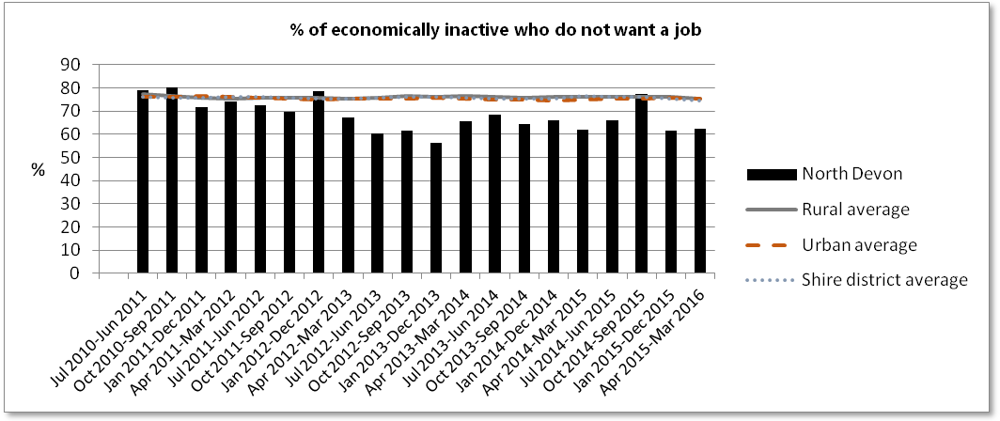 % of economically inactive who do not want a job
90
80
70
60
50
40
30
20
10
0
%
Jul 2010-Jun 2011
Oct 2010-Sep 2011
Jan 2011-Dec 2011
Apr 2011-Mar 2012
Jul 2011-Jun 2012
Oct 2011-Sep 2012
Jan 2012-Dec 2012
Apr 2012-Mar 2013
Jul 2012-Jun 2013
Oct 2012-Sep 2013
Jan 2013-Dec 2013
Apr 2013-Mar 2014
Jul 2013-Jun 2014
Oct 2013-Sep 2014
Jan 2014-Dec 2014
Apr 2014-Mar 2015
Jul 2014-Jun 2015
Oct 2014-Sep 2015
Jan 2015-Dec 2015
Apr 2015-Mar 2016
North Devon
Rural average
Urban average
Shire district average